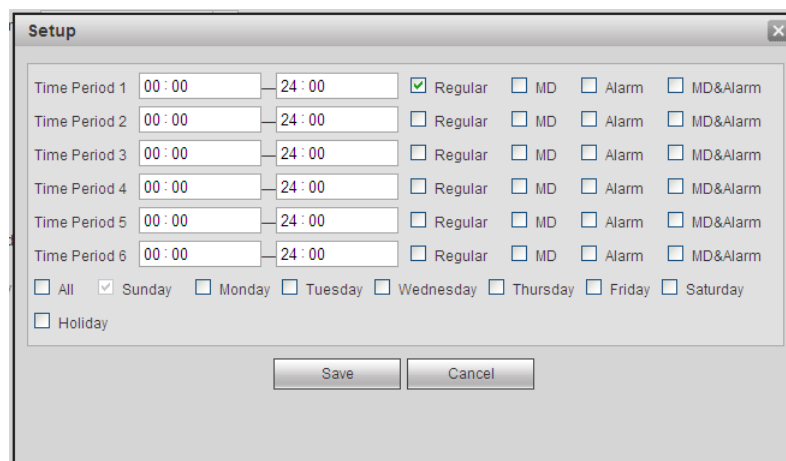 Setup
Time Period 1 00:00 — 24:00 Regular MD Alarm MD&Alarm
Time Period 2 00:00 — 24:00 Regular MD Alarm MD&Alarm
Time Period 3 00:00 — 24:00 Regular MD Alarm MD&Alarm
Time Period 4 00:00 — 24:00 Regular MD Alarm MD&Alarm
Time Period 5 00:00 — 24:00 Regular MD Alarm MD&Alarm
Time Period 6 00:00 — 24:00 Regular MD Alarm MD&Alarm
All Sunday Monday Tuesday Wednesday Thursday Friday Saturday
Holiday
Save Cancel